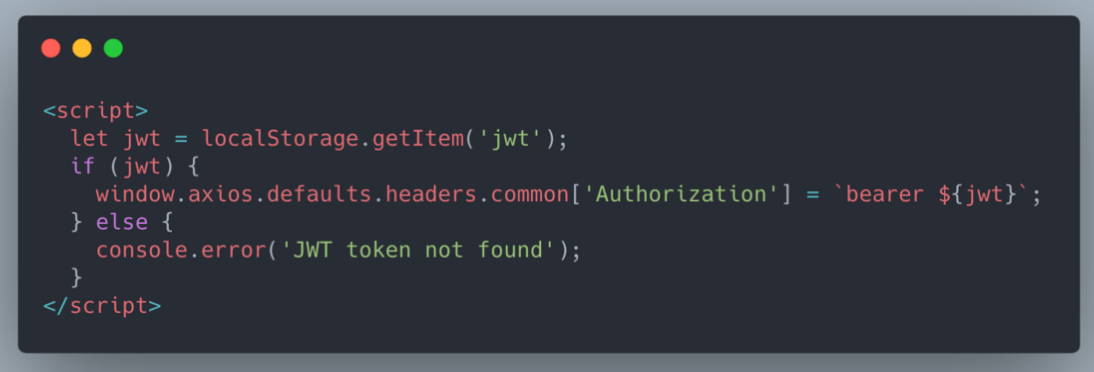 <script>
  let jwt = localStorage.getItem('jwt');
  if (jwt) {
    window.axios.defaults.headers.common['Authorization'] = `bearer ${jwt}`;
  } else {
    console.error('JWT token not found');
  }
</script>